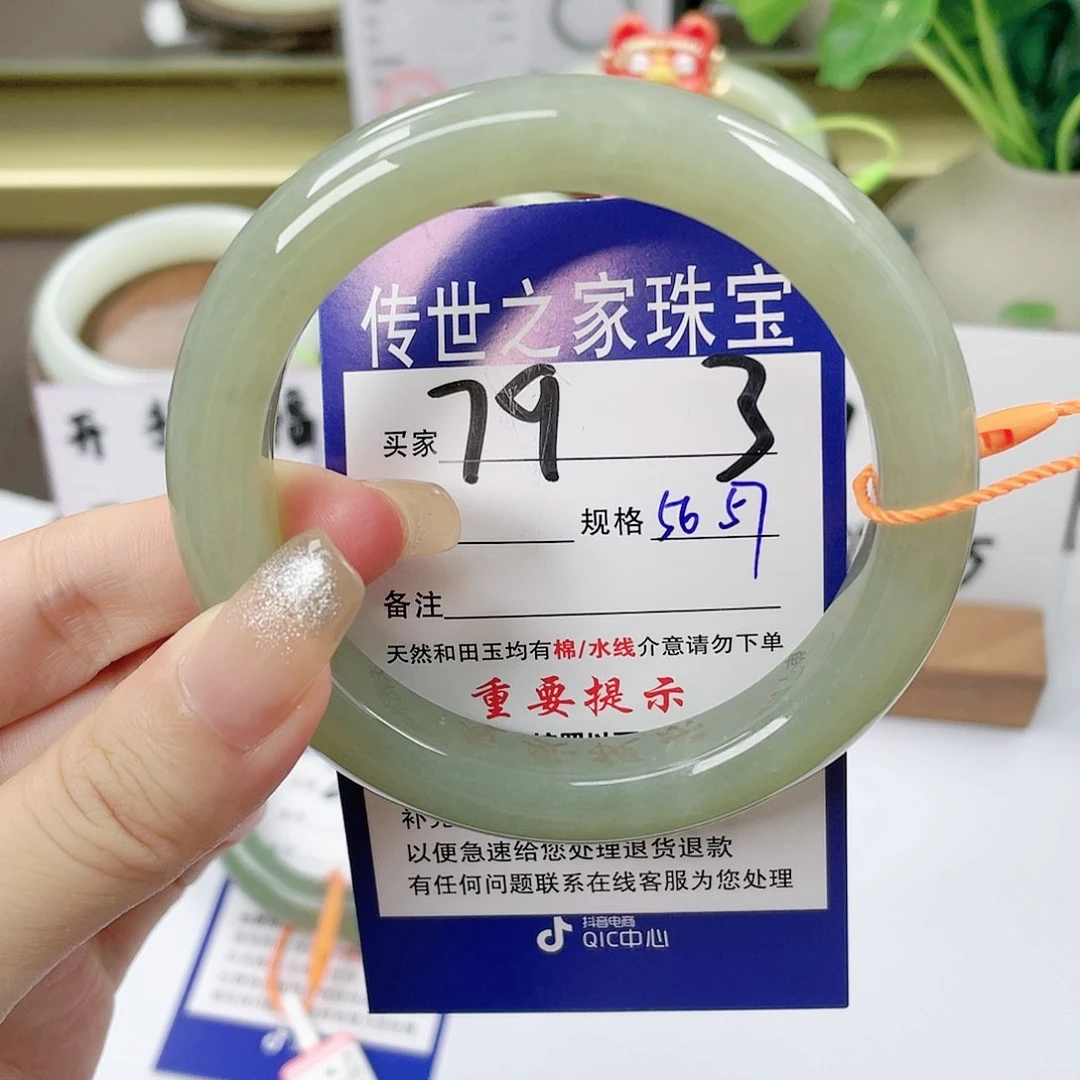 传世之家珠宝
买家 79 3
规格 56 57
备注
天然和田玉均有棉/水线介意请勿下单
重要提示
以便急速给您处理退货退款
有任何问题联系在线客服为您处理
抖音电商
QIC中心
开
福